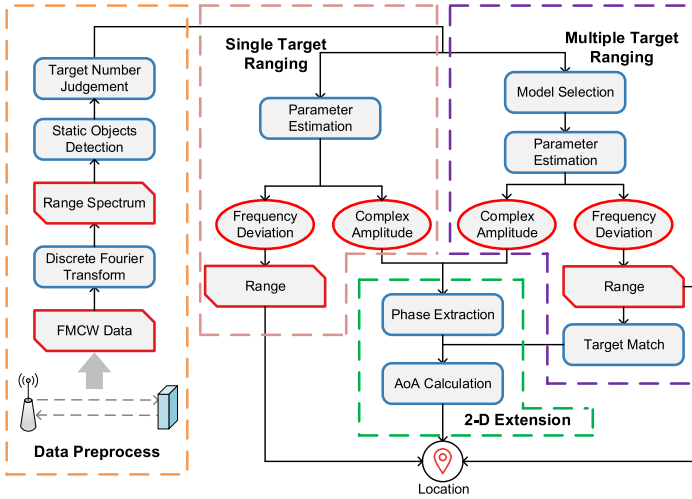 Target Number
Judgement
Static Objects
Detection
Range Spectrum
Discrete Fourier
Transform
FMCW Data
Data Preprocess
Single Target
Ranging
Parameter
Estimation
Frequency
Deviation
Complex
Amplitude
Range
Multiple Target
Ranging
Model Selection
Parameter
Estimation
Complex
Amplitude
Frequency
Deviation
Range
Target Match
Phase Extraction
AoA Calculation
2-D Extension
Location